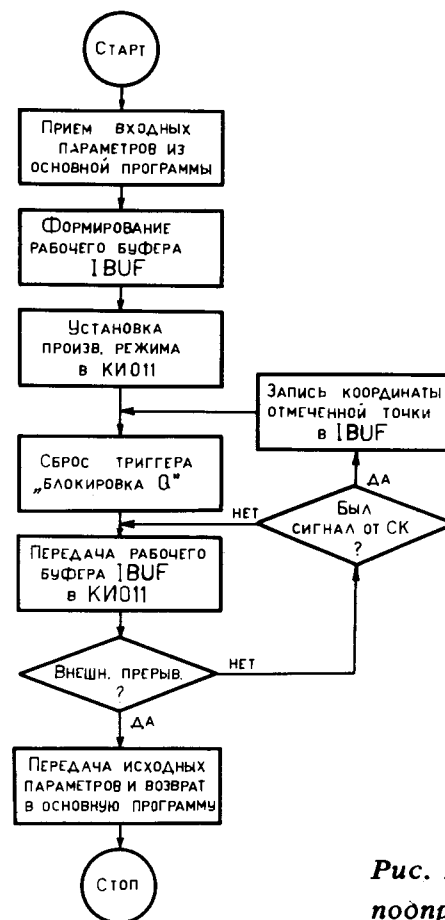 СТАРТ
ПРИЕМ ВХОДНЫХ
ПАРАМЕТРОВ ИЗ
ОСНОВНОЙ ПРОГРАММЫ
ФОРМИРОВАНИЕ
РАБОЧЕГО БУФЕРА
IBUF
УСТАНОВКА
ПРОИЗВ. РЕЖИМА
В КИ011
ЗАПИСЬ КООРДИНАТЫ
ОТМЕЧЕННОЙ ТОЧКИ
В IBUF
СБРОС ТРИГГЕРА
„БЛОКИРОВКА Q"
ДА
НЕТ
БЫЛ
СИГНАЛ ОТ СК
?
ПЕРЕДАЧА РАБОЧЕГО
БУФЕРА IBUF
В КИ011
ВНЕШН. ПРЕРЫВ.
?
НЕТ
ДА
ПЕРЕДАЧА ИСХОДНЫХ
ПАРАМЕТРОВ И ВОЗВРАТ
В ОСНОВНУЮ ПРОГРАММУ
СТОП
Рис.